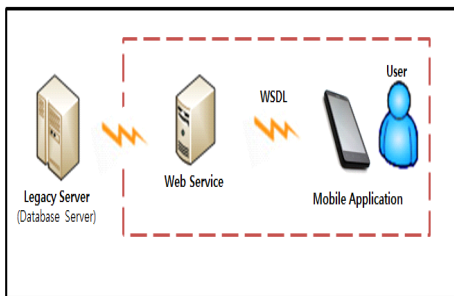 User
WSDL
Web Service
Legacy Server
(Database Server)
Mobile Application